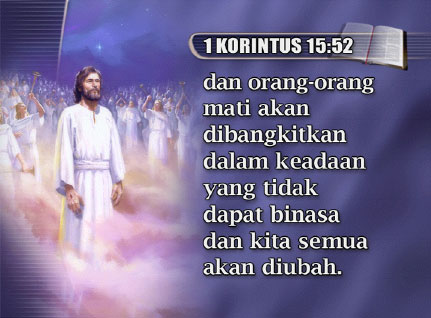 1 KORINTUS 15:52
dan orang-orang
mati akan
dibangkitkan
dalam keadaan
yang tidak
dapat binasa
dan kita semua
akan diubah.